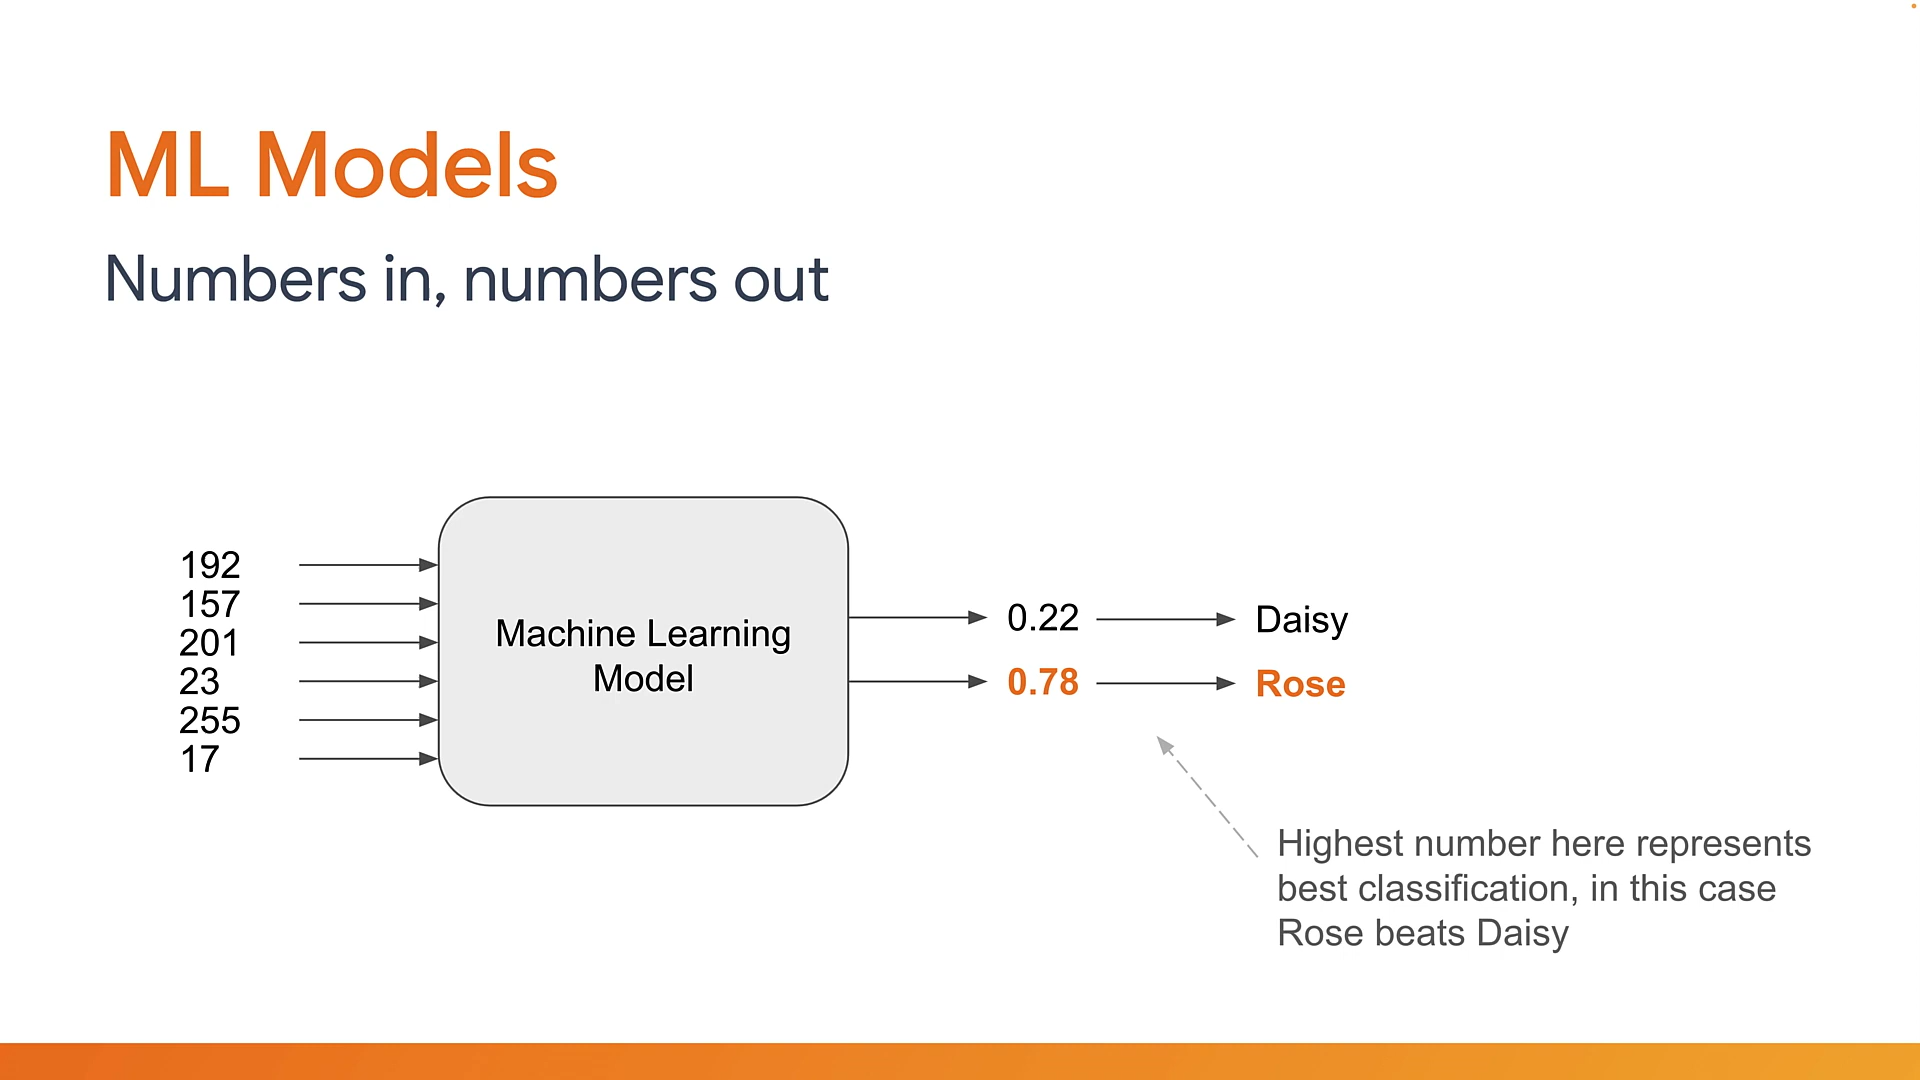 ML Models
Numbers in, numbers out
192
157
201
23
255
17
Machine Learning
Model
0.22
Daisy
0.78
Rose
Highest number here represents
best classification, in this case
Rose beats Daisy